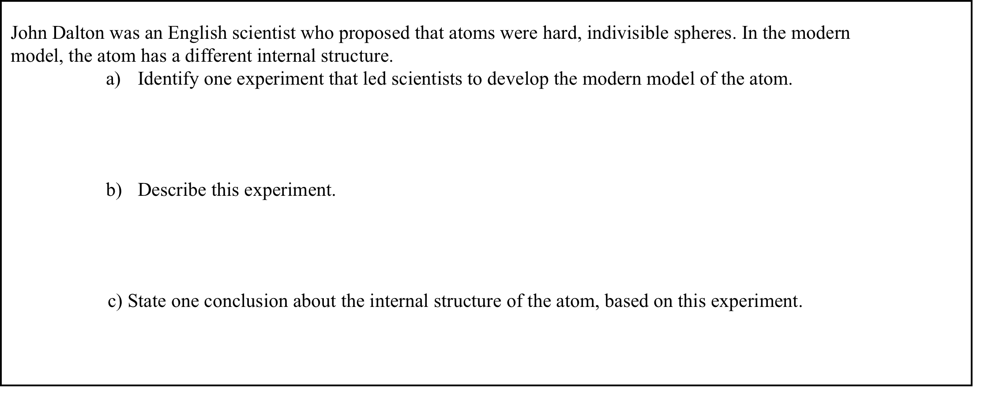 John Dalton was an English scientist who proposed that atoms were hard, indivisible spheres. In the modern
model, the atom has a different internal structure.
a) Identify one experiment that led scientists to develop the modern model of the atom.
b) Describe this experiment.
c) State one conclusion about the internal structure of the atom, based on this experiment.